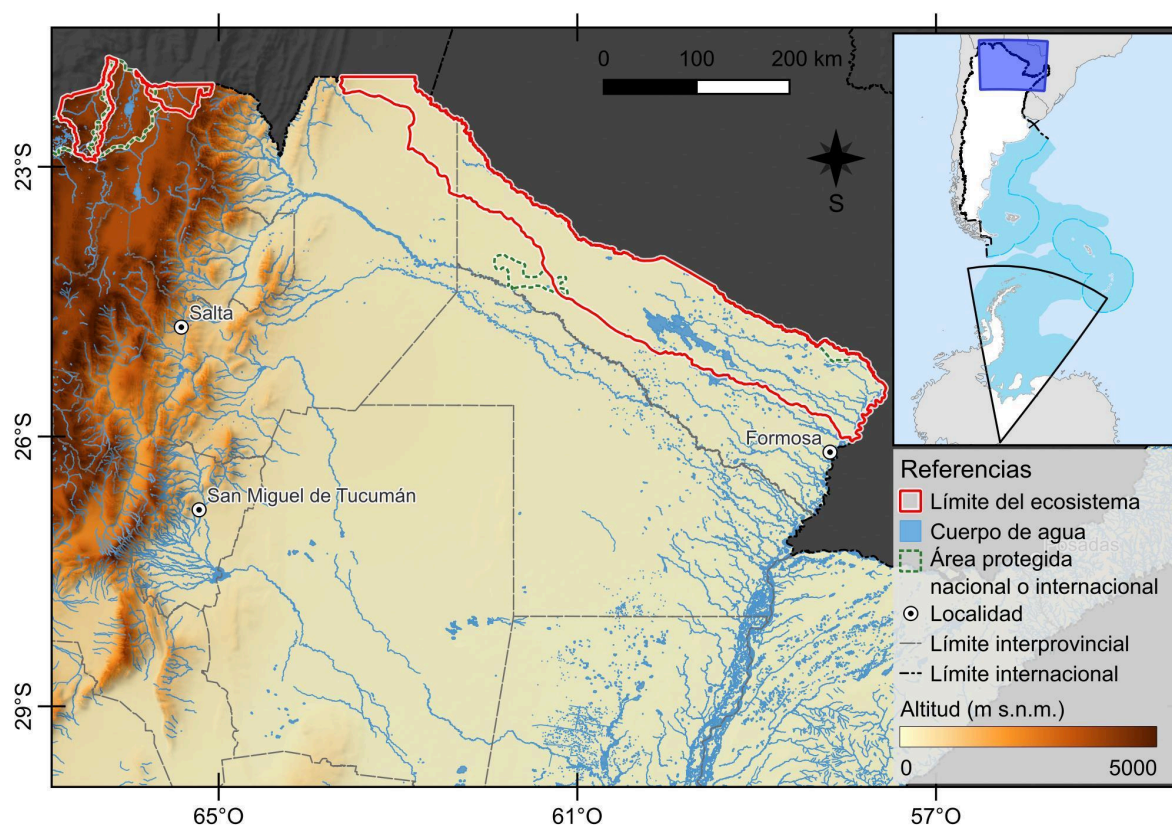 0 100 200 km
S
23°S
26°S
29°S
65°O
61°O
57°O
Salta
San Miguel de Tucumán
Formosa
Referencias
Límite del ecosistema
Cuerpo de agua
Área protegida
nacional o internacional
Localidad
Límite interprovincial
Límite internacional
Altitud (m s.n.m.)
0 5000